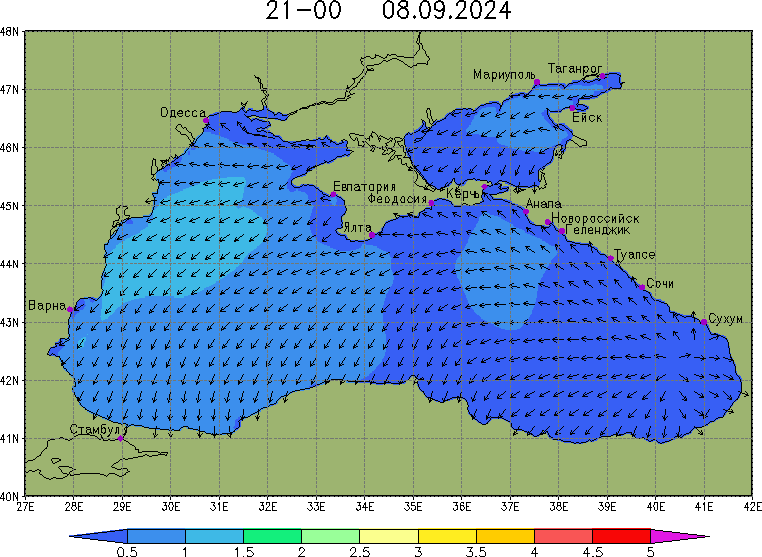 21-00 08.09.2024
48N
Таганрог
Мариуполь
47N
Одесса
Ейск
46N
Евпатория
Керчь
Феодосия
Анапа
45N
Новороссийск
Ялта
Геленджик
Туапсе
44N
Сочи
Варна
Сухум
43N
42N
Стамбул
41N
40N
27E 28E 29E 30E 31E 32E 33E 34E 35E 36E 37E 38E 39E 40E 41E 42E
0.5 1 1.5 2 2.5 3 3.5 4 4.5 5